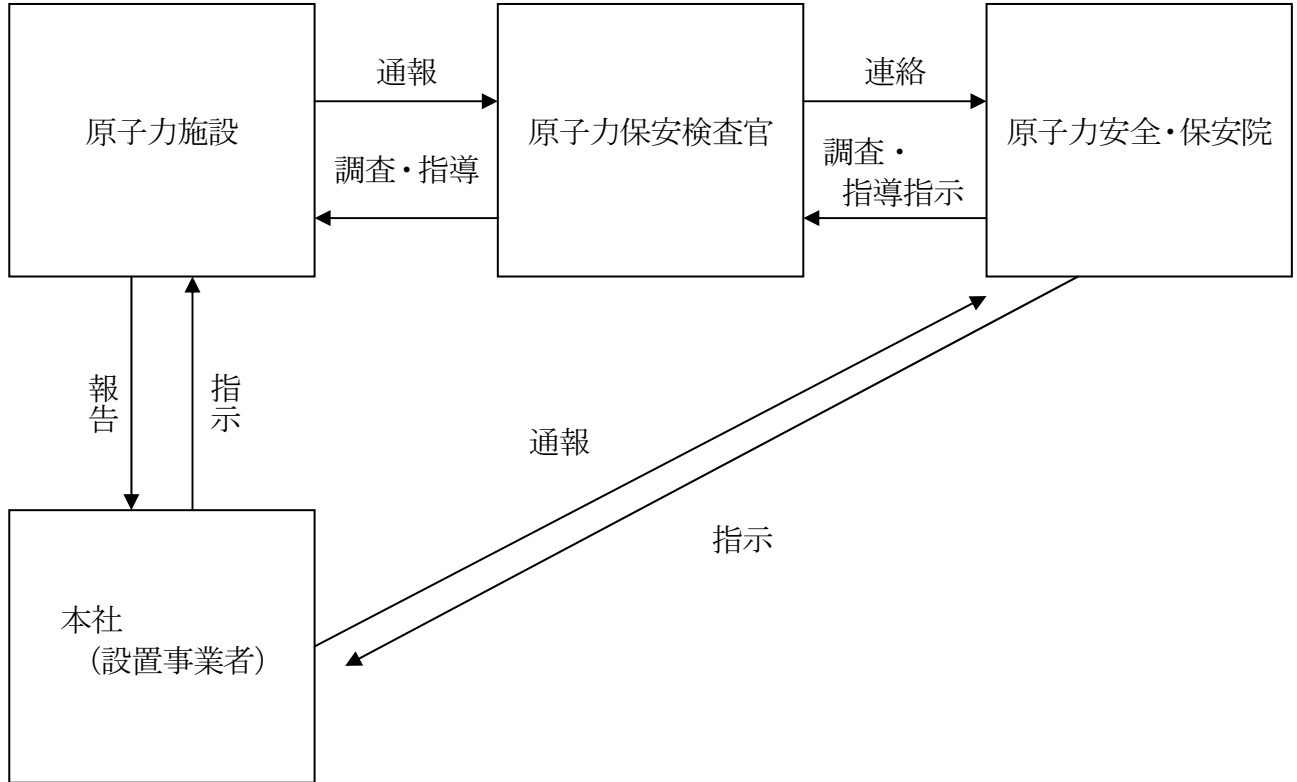 通報
連絡
原子力施設
原子力保安検査官
原子力安全・保安院
調査・指導
調査・
指導指示
報告
指示
通報
指示
本社
（設置事業者）